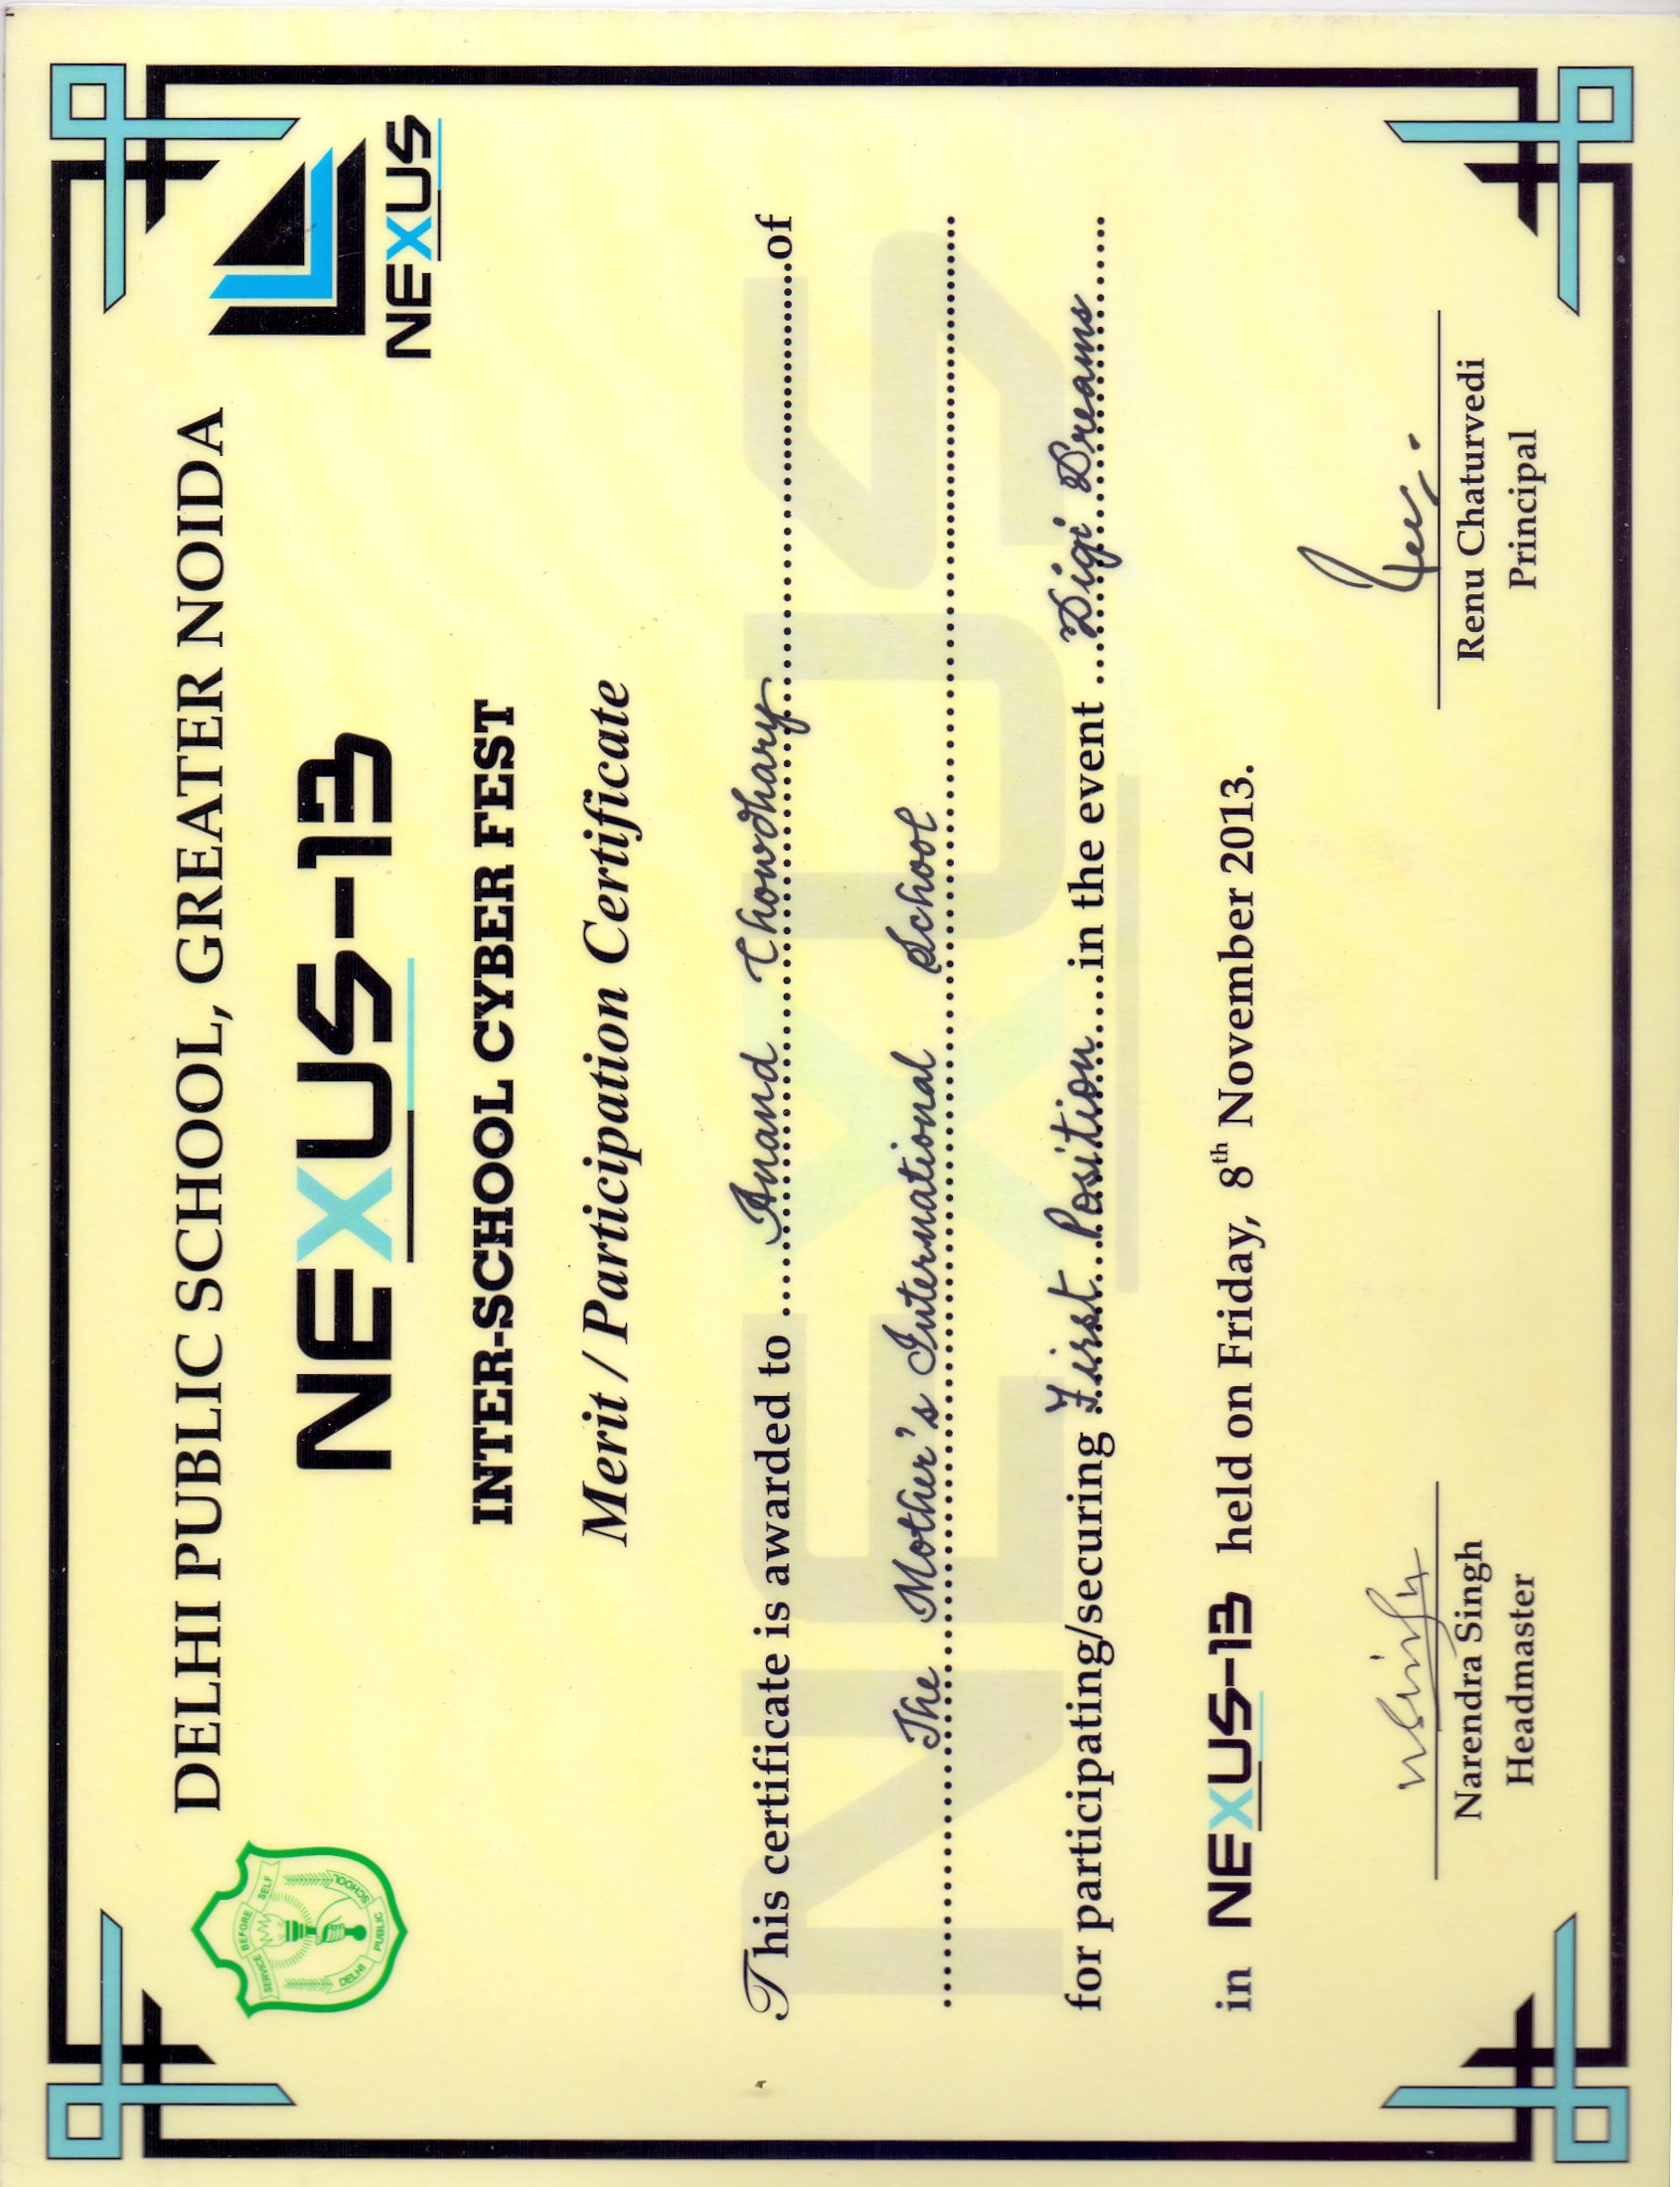 DELHI PUBLIC SCHOOL, GREATER NOIDA
SERVICE BEFORE SELF
DELHI PUBLIC SCHOOL
NEXUS-13
NEXUS
INTER-SCHOOL CYBER FEST
Merit / Participation Certificate
This certificate is awarded to ..... Anand Chowdhary ..... of
The Mother's International School
for participating/securing First Position ..... in the event ... Digi Dreams .....
in NEXUS-13 held on Friday, 8th November 2013.
NEXUS
NSingh
Narendra Singh
Headmaster
Renu Chaturvedi
Principal